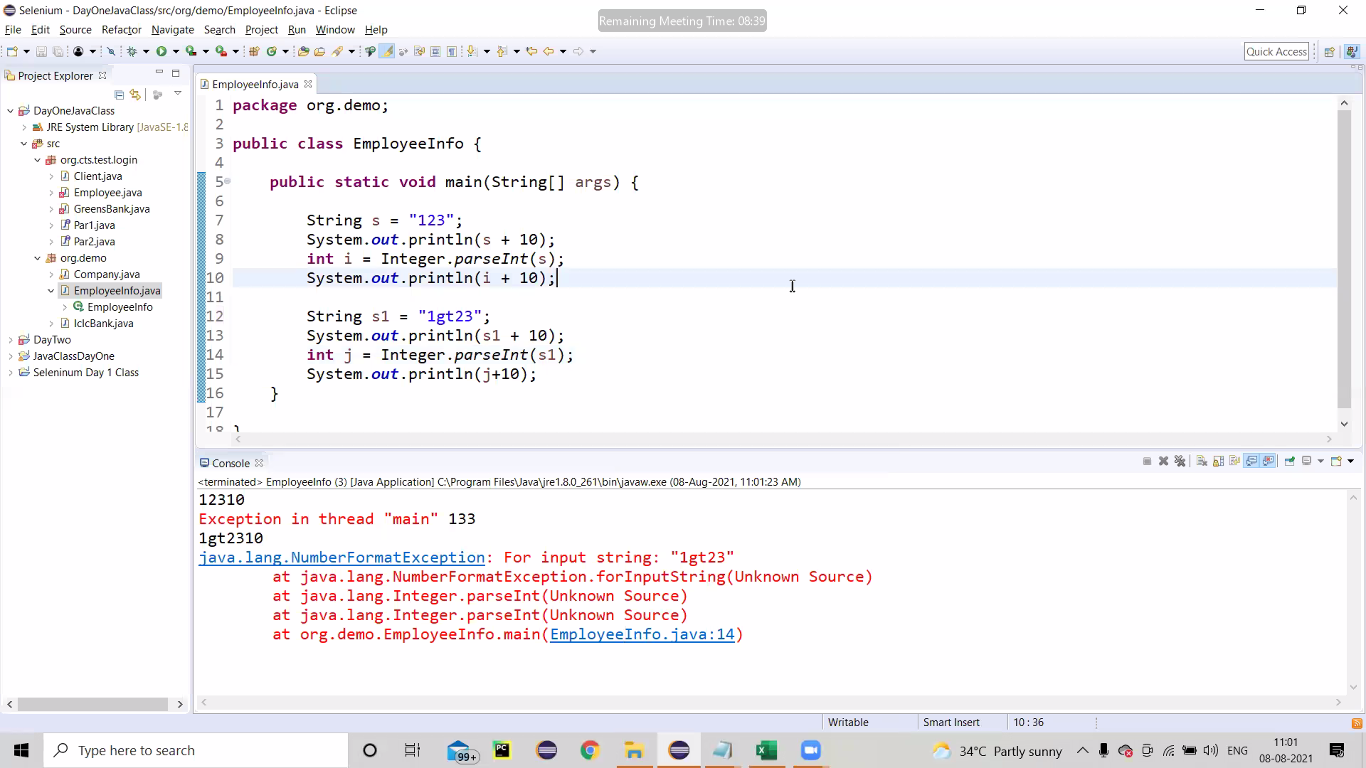 Selenium - DayOneJavaClass/src/org/demo/EmployeeInfo.java - Eclipse
Remaining Meeting Time: 08:39
File Edit Source Refactor Navigate Search Project Run Window Help
Quick Access
Project Explorer
DayOneJavaClass
JRE System Library [JavaSE-1.8
src
org.cts.test.login
Client.java
Employee.java
GreensBank.java
Par1.java
Par2.java
org.demo
Company.java
EmployeeInfo.java
EmployeeInfo
IcIcBank.java
DayTwo
JavaClassDayOne
Seleninum Day 1 Class
EmployeeInfo.java
1 package org.demo;
2
3 public class EmployeeInfo {
4
5 public static void main(String[] args) {
6
7 String s = "123";
8 System.out.println(s + 10);
9 int i = Integer.parseInt(s);
10 System.out.println(i + 10);
11
12 String s1 = "1gt23";
13 System.out.println(s1 + 10);
14 int j = Integer.parseInt(s1);
15 System.out.println(j+10);
16 }
17
18 }
Console
<terminated> EmployeeInfo (3) [Java Application] C:\Program Files\Java\jre1.8.0_261\bin\javaw.exe (08-Aug-2021, 11:01:23 AM)
12310
Exception in thread "main" 133
1gt2310
java.lang.NumberFormatException: For input string: "1gt23"
at java.lang.NumberFormatException.forInputString(Unknown Source)
at java.lang.Integer.parseInt(Unknown Source)
at java.lang.Integer.parseInt(Unknown Source)
at org.demo.EmployeeInfo.main(EmployeeInfo.java:14)
Writable Smart Insert 10 : 36
Type here to search
99+
PC
34°C Partly sunny
ENG
11:01
08-08-2021